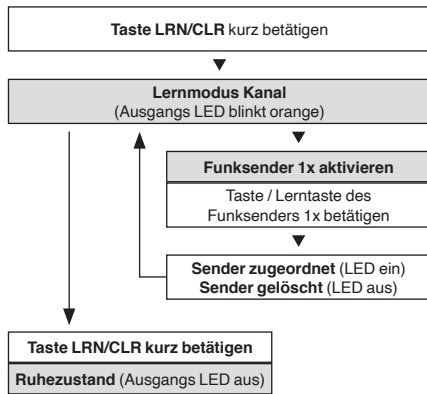 Taste LRN/CLR kurz betätigen
Lernmodus Kanal
(Ausgangs LED blinkt orange)
Funksender 1x aktivieren
Taste / Lerntaste des
Funksenders 1x betätigen
Sender zugeordnet (LED ein)
Sender gelöscht (LED aus)
Taste LRN/CLR kurz betätigen
Ruhezustand (Ausgangs LED aus)